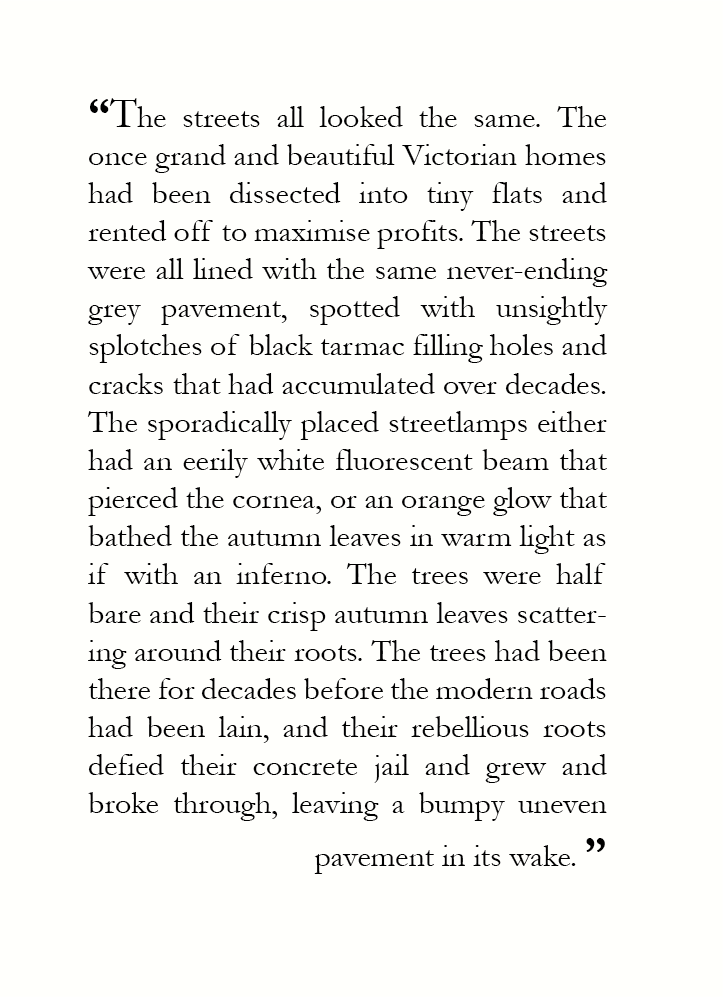 “The streets all looked the same. The
once grand and beautiful Victorian homes
had been dissected into tiny flats and
rented off to maximise profits. The streets
were all lined with the same never-ending
grey pavement, spotted with unsightly
splotches of black tarmac filling holes and
cracks that had accumulated over decades.
The sporadically placed streetlamps either
had an eerily white fluorescent beam that
pierced the cornea, or an orange glow that
bathed the autumn leaves in warm light as
if with an inferno. The trees were half
bare and their crisp autumn leaves scatter-
ing around their roots. The trees had been
there for decades before the modern roads
had been lain, and their rebellious roots
defied their concrete jail and grew and
broke through, leaving a bumpy uneven
pavement in its wake. ”